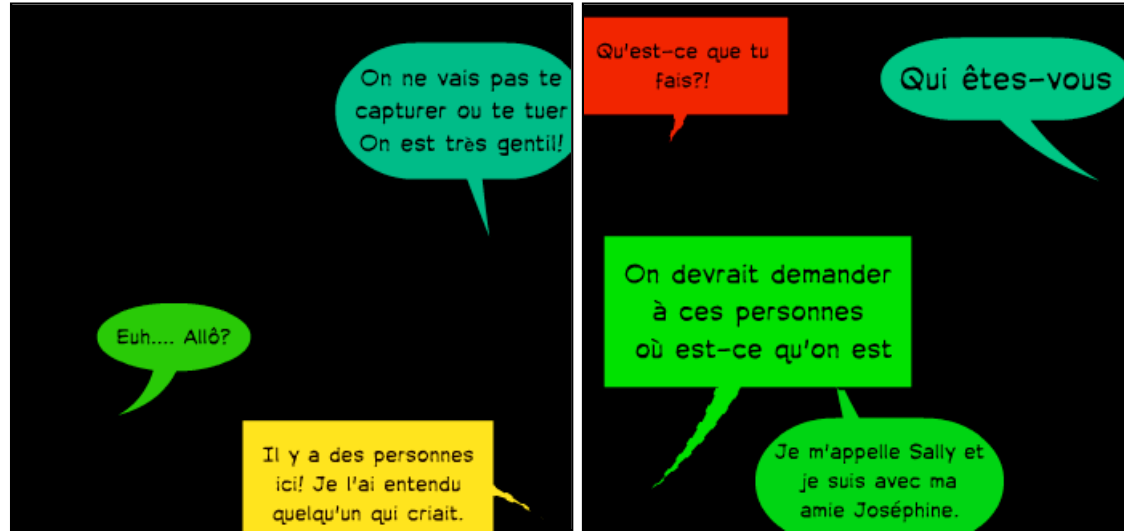 On ne vais pas te
capturer ou te tuer
On est très gentil!
Euh.... Allô?
Il y a des personnes
ici! Je l'ai entendu
quelqu'un qui criait.
Qu'est-ce que tu
fais?!
Qui êtes-vous
On devrait demander
à ces personnes
où est-ce qu'on est
Je m'appelle Sally et
je suis avec ma
amie Joséphine.